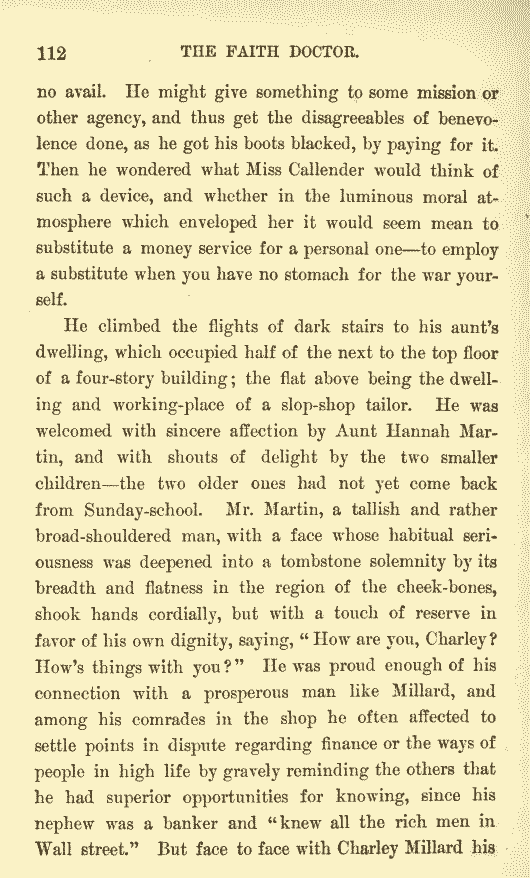 112 THE FAITH DOCTOR.
no avail. He might give something to some mission or
other agency, and thus get the disagreeables of benevo-
lence done, as he got his boots blacked, by paying for it.
Then he wondered what Miss Callender would think of
such a device, and whether in the luminous moral at-
mosphere which enveloped her it would seem mean to
substitute a money service for a personal one—to employ
a substitute when you have no stomach for the war your-
self.
He climbed the flights of dark stairs to his aunt's
dwelling, which occupied half of the next to the top floor
of a four-story building; the flat above being the dwell-
ing and working-place of a slop-shop tailor. He was
welcomed with sincere affection by Aunt Hannah Mar-
tin, and with shouts of delight by the two smaller
children—the two older ones had not yet come back
from Sunday-school. Mr. Martin, a tallish and rather
broad-shouldered man, with a face whose habitual seri-
ousness was deepened into a tombstone solemnity by its
breadth and flatness in the region of the cheek-bones,
shook hands cordially, but with a touch of reserve in
favor of his own dignity, saying, "How are you, Charley?
How's things with you?" He was proud enough of his
connection with a prosperous man like Millard, and
among his comrades in the shop he often affected to
settle points in dispute regarding finance or the ways of
people in high life by gravely reminding the others that
he had superior opportunities for knowing, since his
nephew was a banker and "knew all the rich men in
Wall street." But face to face with Charley Millard his